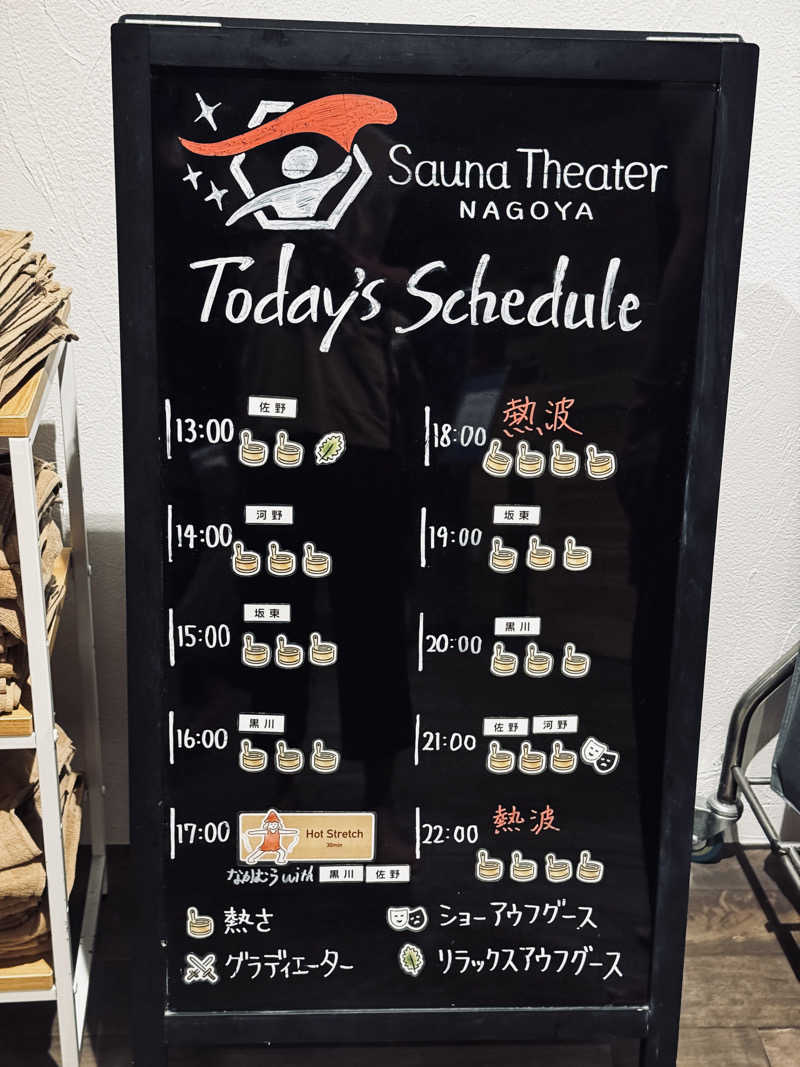 Sauna Theater
NAGOYA
Today's Schedule
佐野
13:00
河野
14:00
坂東
15:00
黒川
16:00
17:00
Hot Stretch
30min
なかむら with 黒川 佐野
熱波
18:00
坂東
19:00
黒川
20:00
佐野 河野
21:00
熱波
22:00
熱さ
ショーアウフグース
グラディエーター
リラックスアウフグース